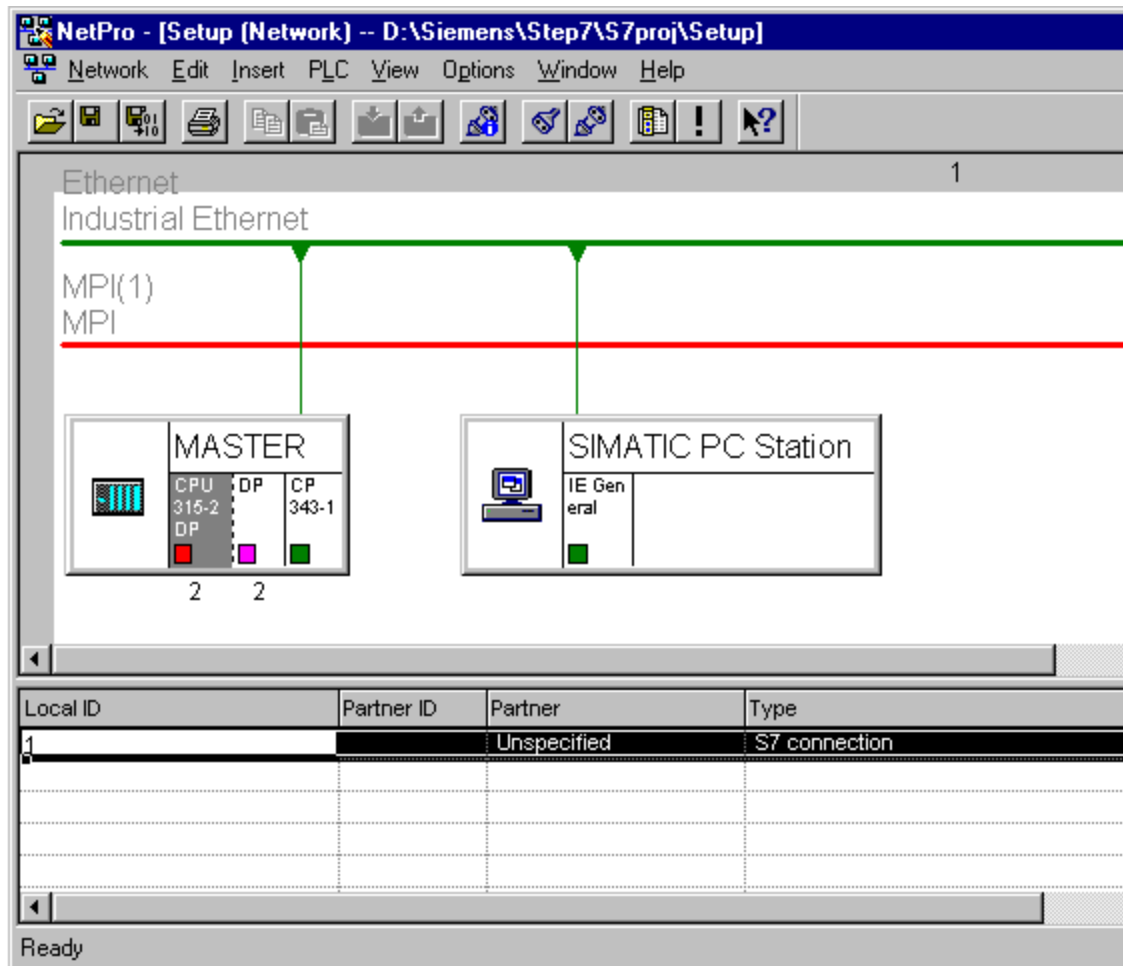 NetPro - [Setup (Network) -- D:\Siemens\Step7\S7proj\Setup]
Network Edit Insert PLC View Options Window Help
1
Ethernet
Industrial Ethernet
MPI(1)
MPI
MASTER
CPU 315-2 DP
DP
CP 343-1
2 2
SIMATIC PC Station
IE Gen
eral
Local ID Partner ID Partner Type
1 Unspecified S7 connection
Ready